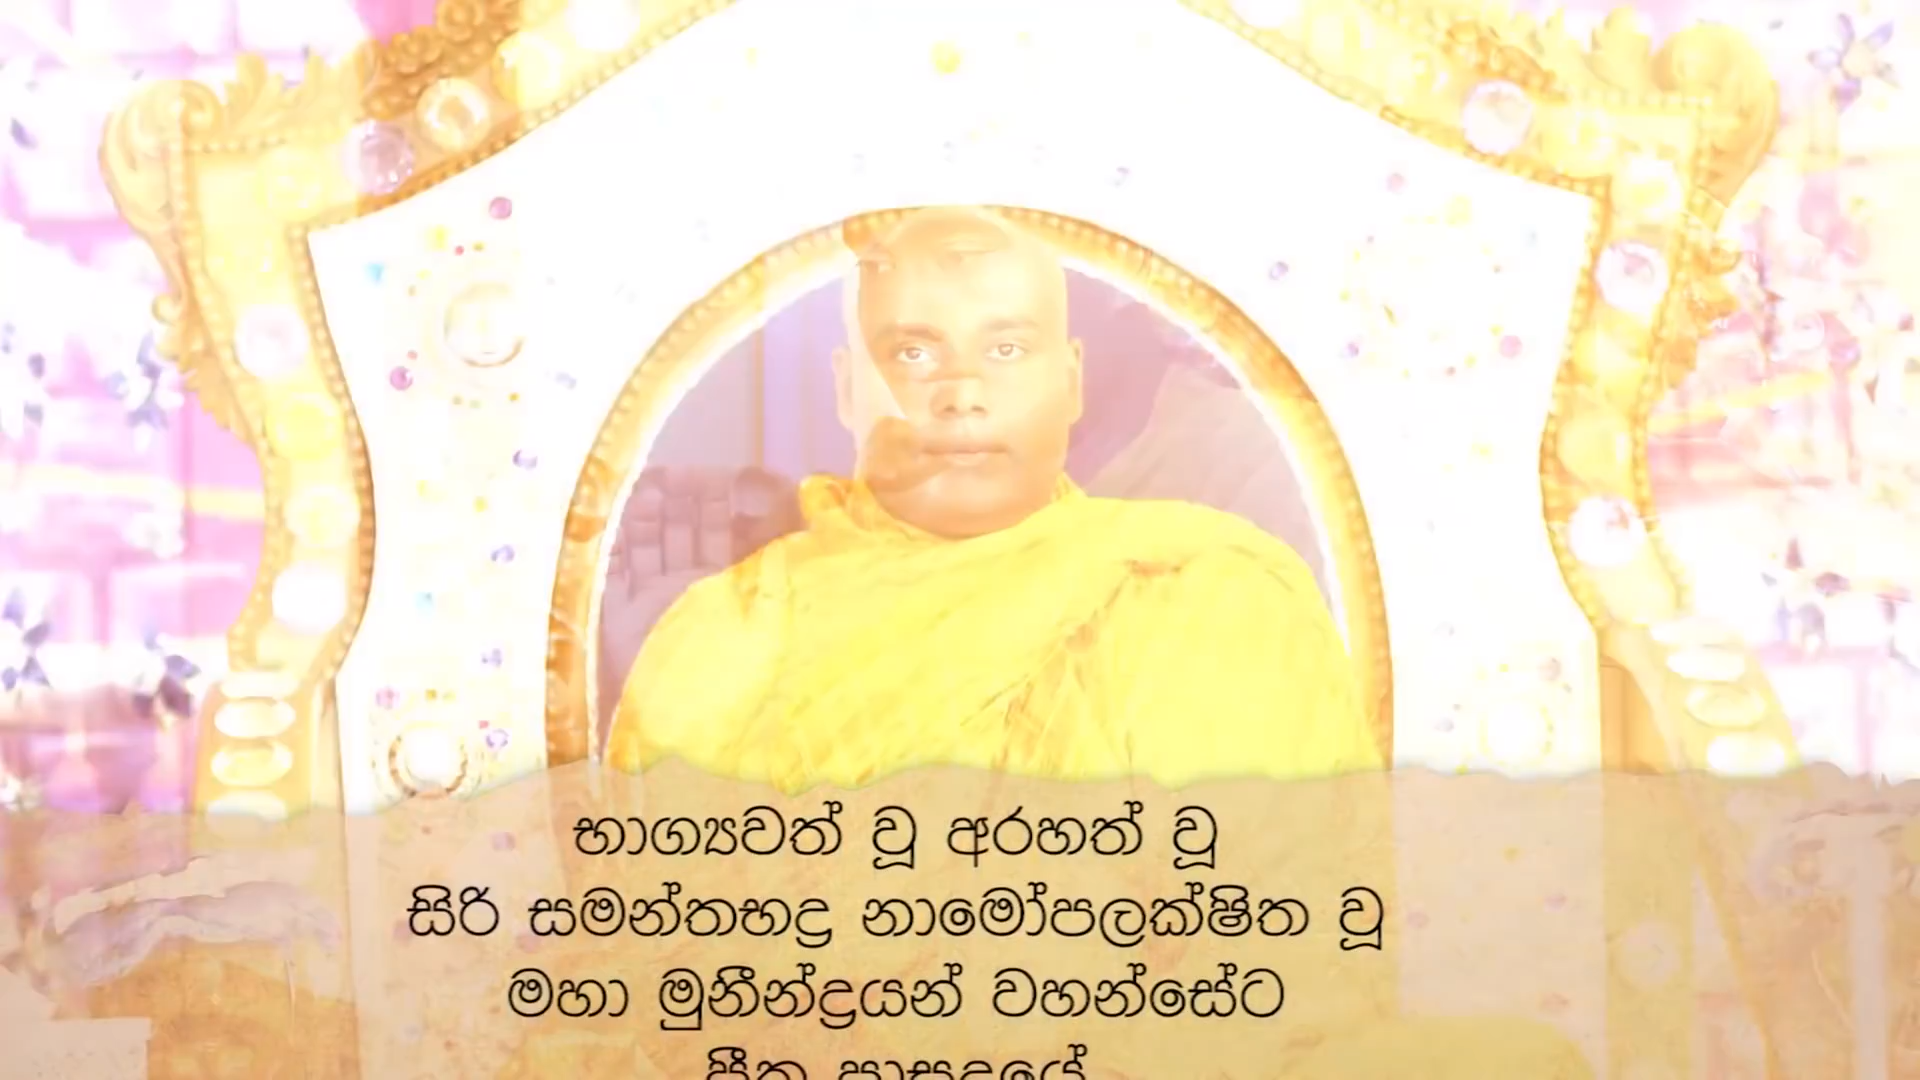 භාග්‍යවත් වූ අරහත් වූ
සිරි සමන්තභද්‍ර නාමෝපලක්ෂිත වූ
මහා මුනීන්ද්‍රයන් වහන්සේට